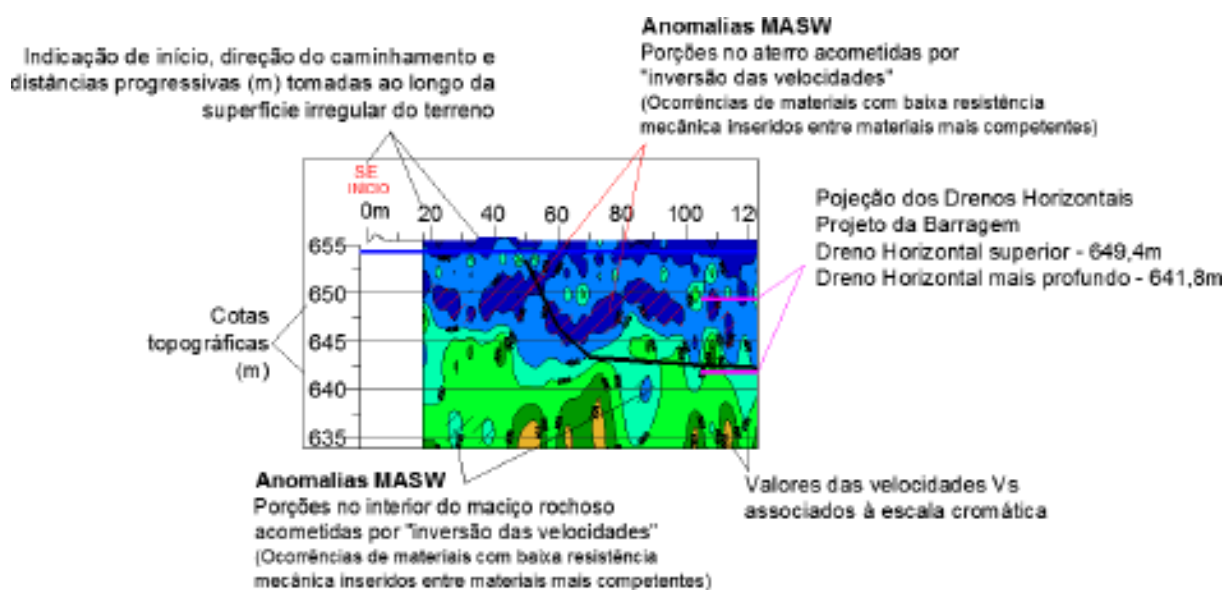 Anomalias MASW
Porções no aterro acometidas por
"inversão das velocidades"
(Ocorrências de materiais com baixa resistência
mecânica inseridos entre materiais mais competentes)
Indicação de início, direção do caminhamento e
distâncias progressivas (m) tomadas ao longo da
superfície irregular do terreno
SE
INICIO
0m 20 40 60 80 100 12
655
650
645
640
635
Cotas
topográficas
(m)
Pojeção dos Drenos Horizontais
Projeto da Barragem
Dreno Horizontal superior - 649,4m
Dreno Horizontal mais profundo - 641,8m
Anomalias MASW
Porções no interior do maciço rochoso
acometidas por "inversão das velocidades"
(Ocorrências de materiais com baixa resistência
mecânica inseridos entre materiais mais competentes)
Valores das velocidades Vs
associados à escala cromática